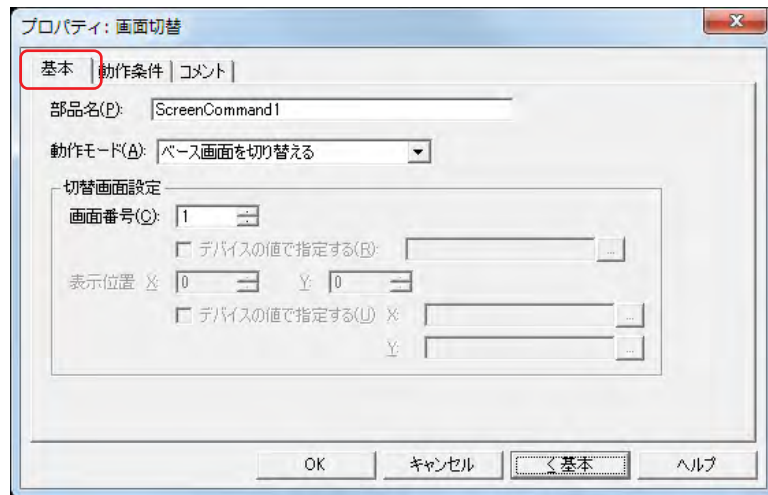 プロパティ: 画面切替
基本 動作条件 コメント
部品名(P): ScreenCommand1
動作モード(A): ベース画面を切り替える
切替画面設定
画面番号(C): 1
デバイスの値で指定する(R): ...
表示位置 X: 0 Y: 0
デバイスの値で指定する(U) X: ...
Y: ...
OK キャンセル <基本 ヘルプ